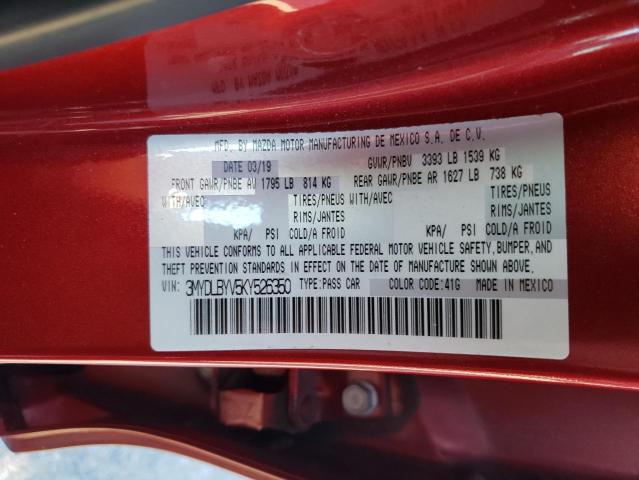 MFD. BY MAZDA MOTOR MANUFACTURING DE MEXICO S.A. DE C.V.
DATE 03/19 GVWR/PNBV 3393 LB 1539 KG
FRONT GAWR/PNBE AV 1795 LB 814 KG REAR GAWR/PNBE AR 1627 LB 738 KG
WITH/AVEC TIRES/PNEUS WITH/AVEC TIRES/PNEUS
RIMS/JANTES RIMS/JANTES
KPA/ PSI COLD/A FROID KPA/ PSI COLD/A FROID
THIS VEHICLE CONFORMS TO ALL APPLICABLE FEDERAL MOTOR VEHICLE SAFETY, BUMPER, AND
THEFT PREVENTION STANDARDS IN EFFECT ON THE DATE OF MANUFACTURE SHOWN ABOVE.
VIN: 3MYDLBYV5KY525350 TYPE:PASS CAR COLOR CODE:41G MADE IN MEXICO